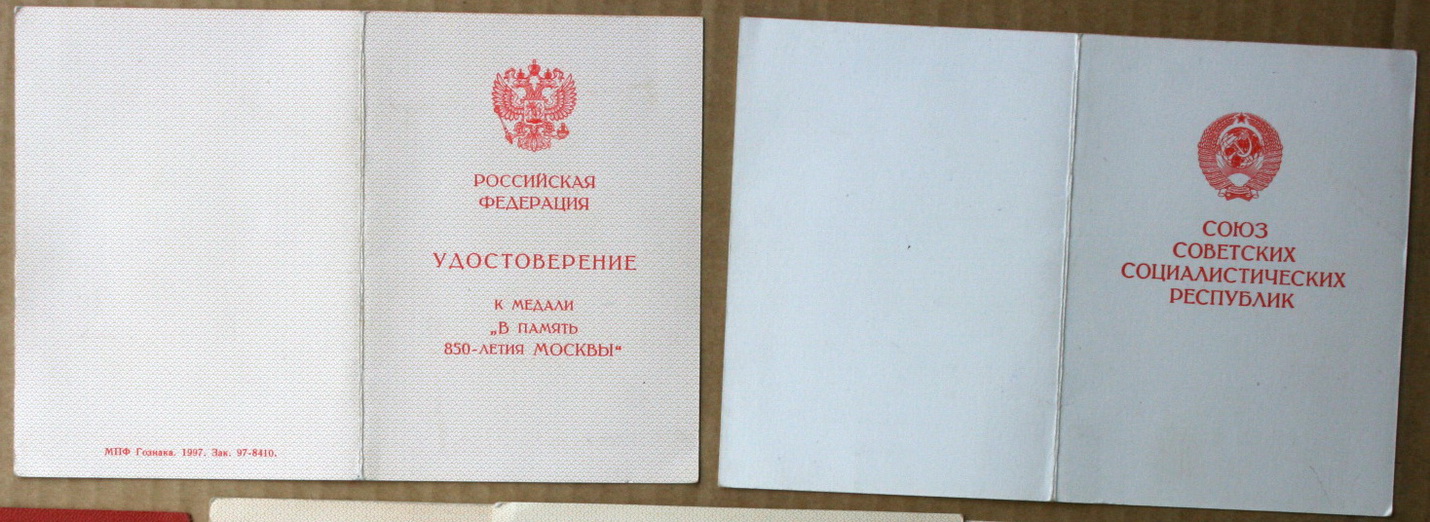 РОССИЙСКАЯ
ФЕДЕРАЦИЯ
УДОСТОВЕРЕНИЕ
К МЕДАЛИ
„В ПАМЯТЬ
850-ЛЕТИЯ МОСКВЫ“
МПФ Гознака. 1997. Зак. 97-8410.
СОЮЗ
СОВЕТСКИХ
СОЦИАЛИСТИЧЕСКИХ
РЕСПУБЛИК